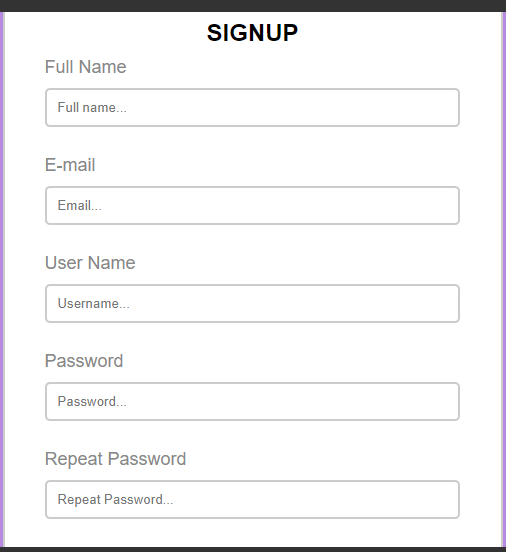 SIGNUP
Full Name
Full name...
E-mail
Email...
User Name
Username...
Password
Password...
Repeat Password
Repeat Password...